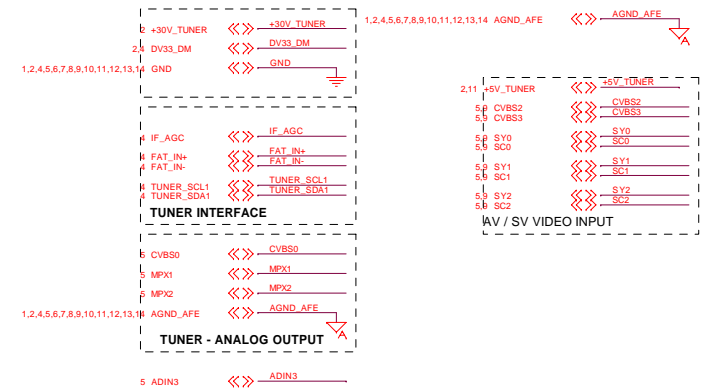 2 +30V_TUNER +30V_TUNER
2,4 DV33_DM DV33_DM
1,2,4,5,6,7,8,9,10,11,12,13,14 GND GND
4 IF_AGC IF_AGC
4 FAT_IN+ FAT_IN+
4 FAT_IN- FAT_IN-
4 TUNER_SCL1 TUNER_SCL1
4 TUNER_SDA1 TUNER_SDA1
TUNER INTERFACE
5 CVBS0 CVBS0
5 MPX1 MPX1
5 MPX2 MPX2
1,2,4,5,6,7,8,9,10,11,12,13,14 AGND_AFE AGND_AFE
A
TUNER - ANALOG OUTPUT
5 ADIN3 ADIN3
1,2,4,5,6,7,8,9,10,11,12,13,14 AGND_AFE AGND_AFE
A
2,11 +5V_TUNER +5V_TUNER
5,9 CVBS2 CVBS2
5,9 CVBS3 CVBS3
5,9 SY0 SY0
5,9 SC0 SC0
5,9 SY1 SY1
5,9 SC1 SC1
5,9 SY2 SY2
5,9 SC2 SC2
AV / SV VIDEO INPUT